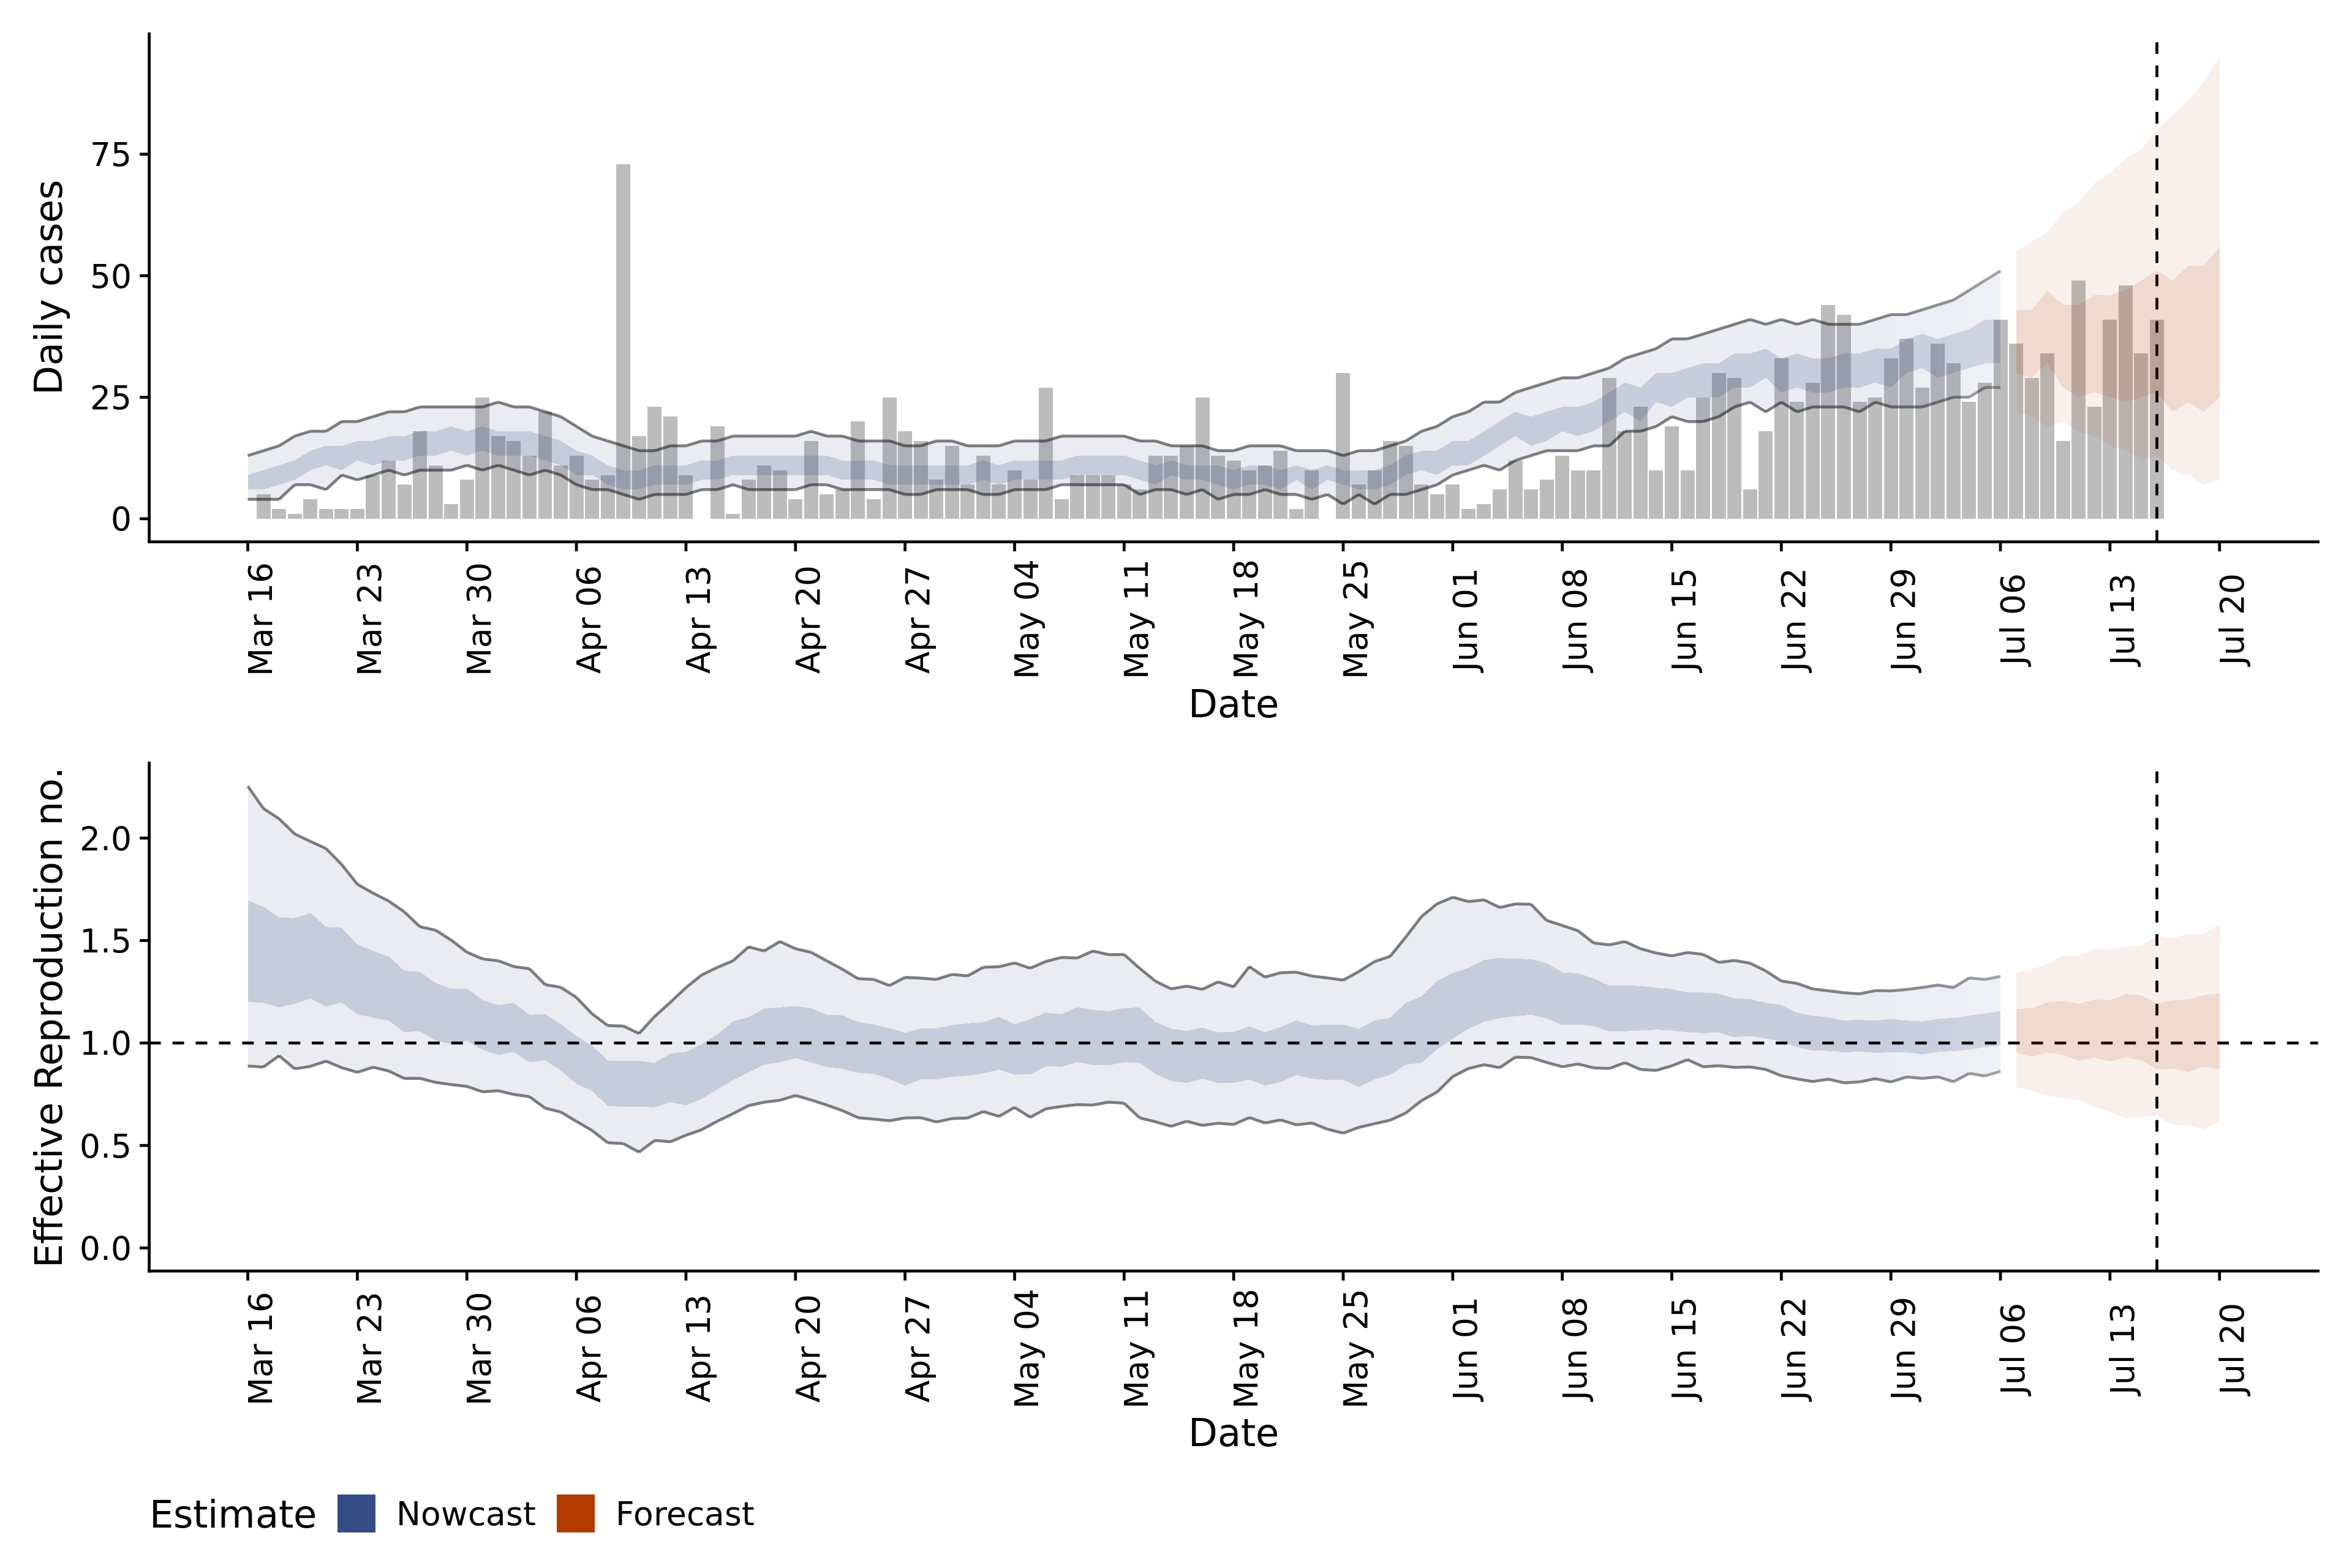 Daily cases
75
50
25
0
Mar 16
Mar 23
Mar 30
Apr 06
Apr 13
Apr 20
Apr 27
May 04
May 11
May 18
May 25
Jun 01
Jun 08
Jun 15
Jun 22
Jun 29
Jul 06
Jul 13
Jul 20
Date
Effective Reproduction no.
2.0
1.5
1.0
0.5
0.0
Mar 16
Mar 23
Mar 30
Apr 06
Apr 13
Apr 20
Apr 27
May 04
May 11
May 18
May 25
Jun 01
Jun 08
Jun 15
Jun 22
Jun 29
Jul 06
Jul 13
Jul 20
Date
Estimate Nowcast Forecast